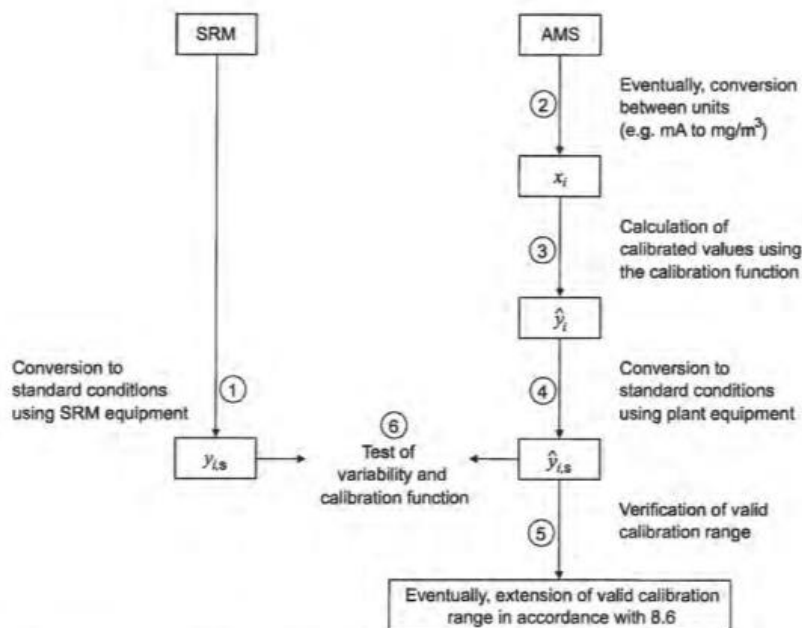 SRM
AMS
2
Eventually, conversion
between units
(e.g. mA to mg/m³)
xᵢ
3
Calculation of
calibrated values using
the calibration function
ŷᵢ
Conversion to
standard conditions
using SRM equipment
1
4
Conversion to
standard conditions
using plant equipment
6
yᵢ,s
Test of
variability and
calibration function
ŷᵢ,s
5
Verification of valid
calibration range
Eventually, extension of valid calibration
range in accordance with 8.6